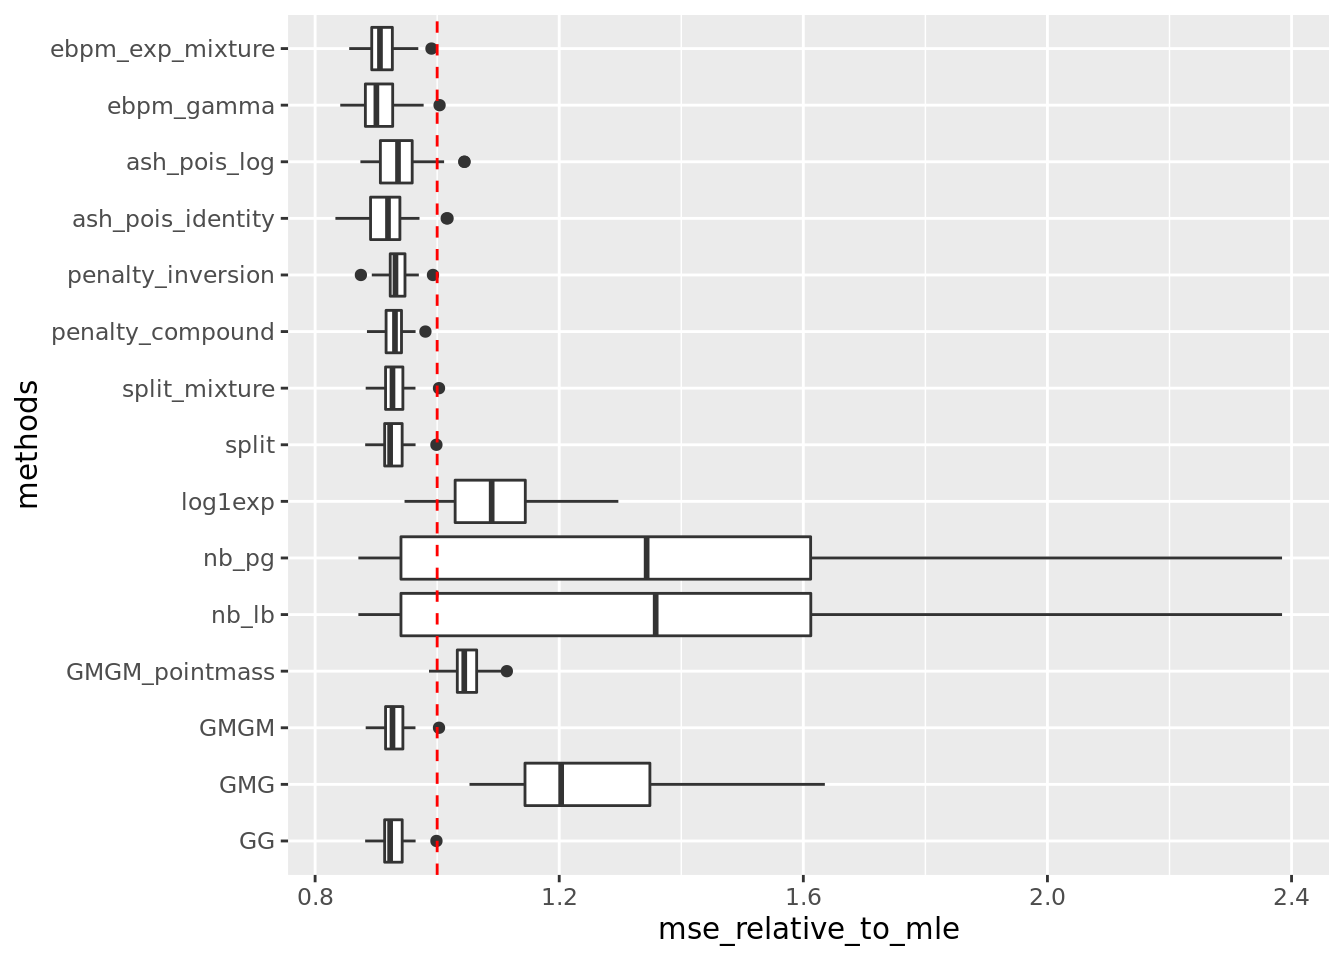 methods
ebpm_exp_mixture
ebpm_gamma
ash_pois_log
ash_pois_identity
penalty_inversion
penalty_compound
split_mixture
split
log1exp
nb_pg
nb_lb
GMGM_pointmass
GMGM
GMG
GG
0.8 1.2 1.6 2.0 2.4
mse_relative_to_mle